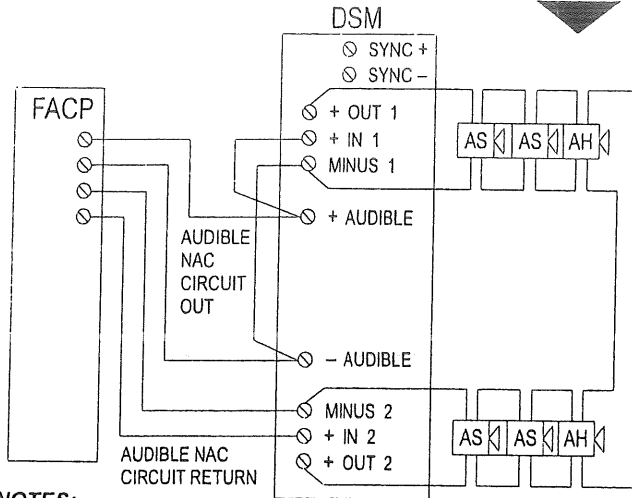 DSM
SYNC +
SYNC –
FACP
+ OUT 1
+ IN 1
MINUS 1
AS AS AH
+ AUDIBLE
AUDIBLE
NAC
CIRCUIT
OUT
– AUDIBLE
MINUS 2
+ IN 2
+ OUT 2
AS AS AH
AUDIBLE NAC
CIRCUIT RETURN
NOTES: